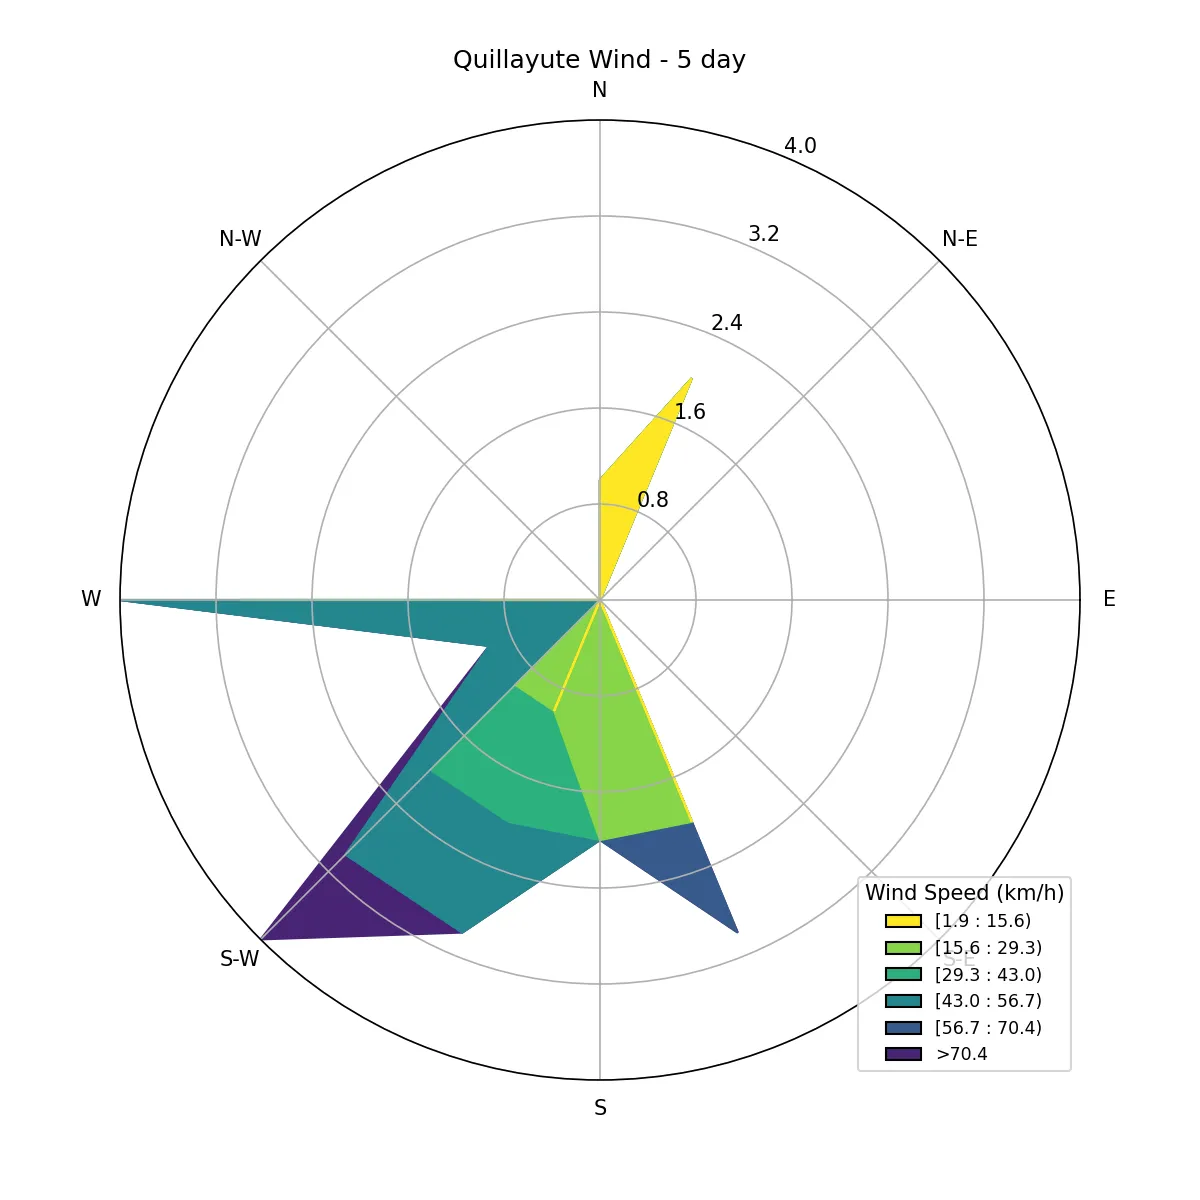 Quillayute Wind - 5 day
N
4.0
N-W
3.2
N-E
2.4
1.6
0.8
W
E
S-W
S-E
S
Wind Speed (km/h)
[1.9 : 15.6)
[15.6 : 29.3)
[29.3 : 43.0)
[43.0 : 56.7)
[56.7 : 70.4)
>70.4